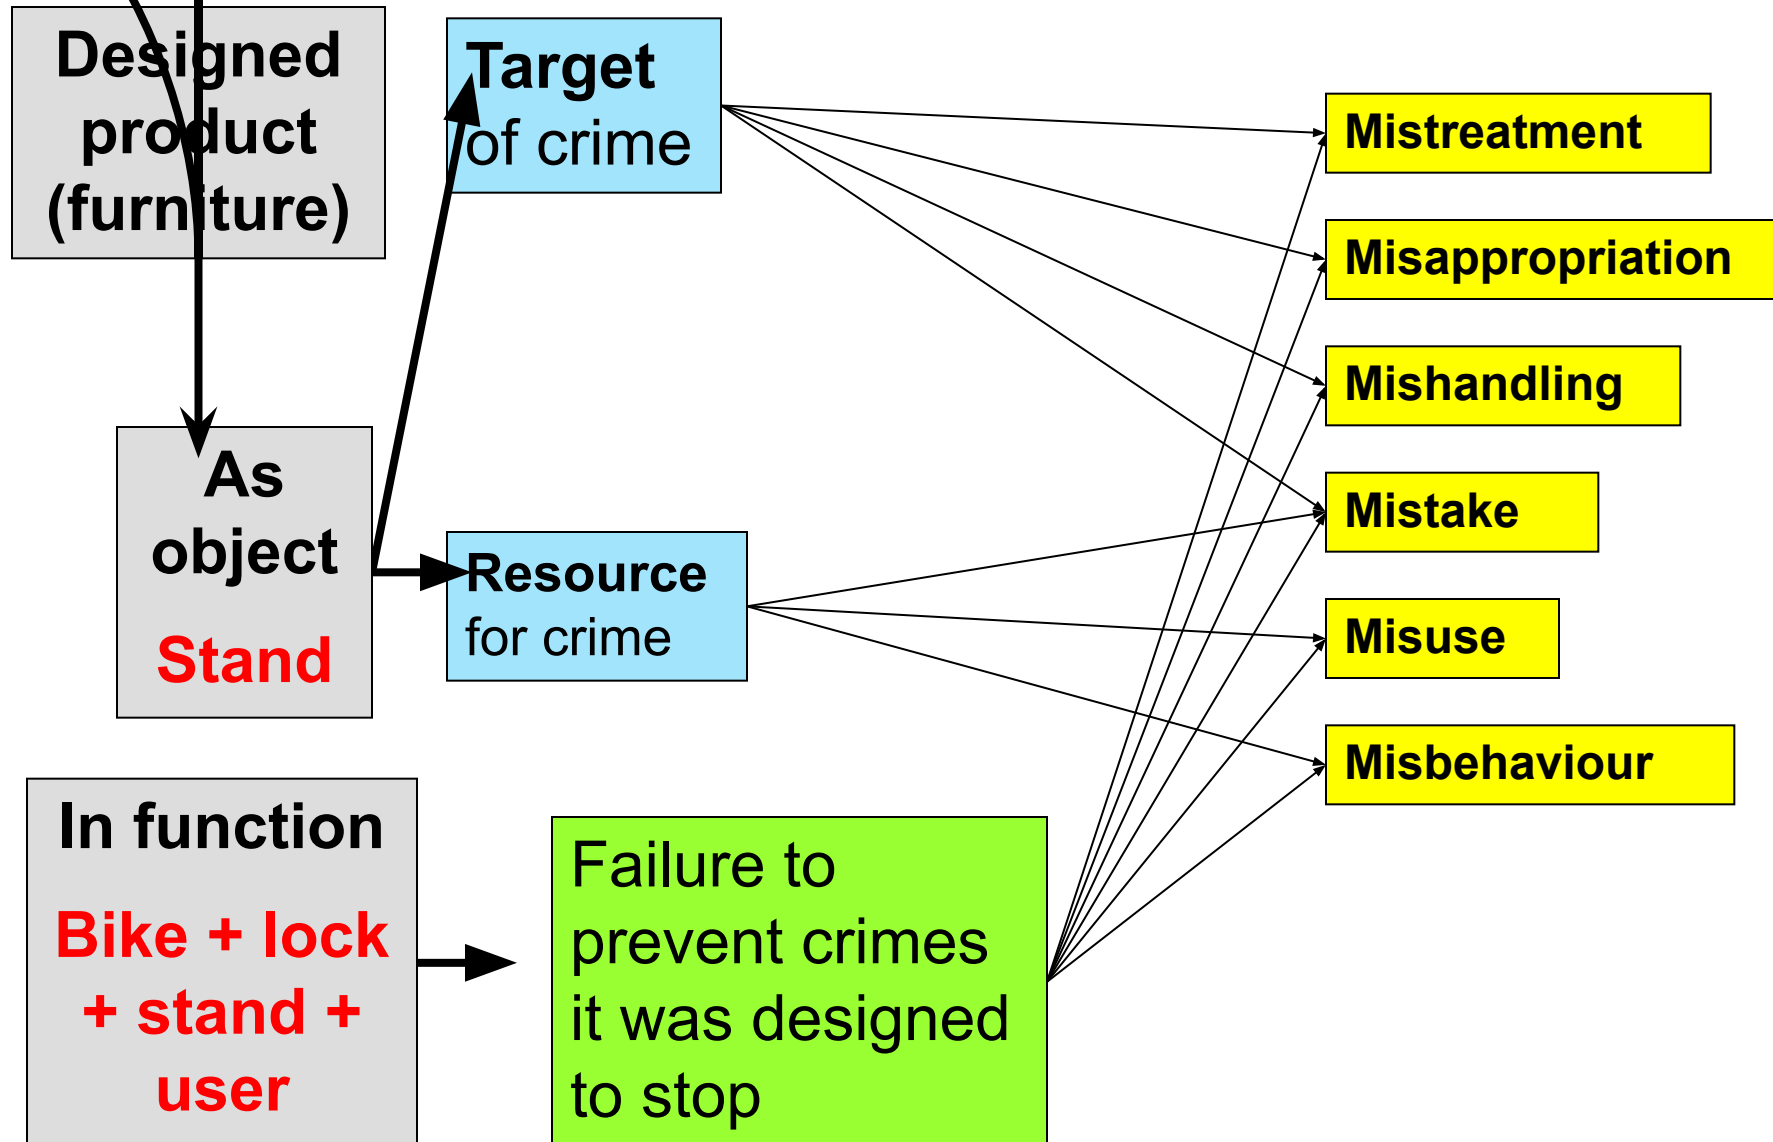 Designed
product
(furniture)
Target
of crime
Mistreatment
Misappropriation
Mishandling
As
object
Stand
Resource
for crime
Mistake
Misuse
Misbehaviour
In function
Bike + lock
+ stand +
user
Failure to
prevent crimes
it was designed
to stop